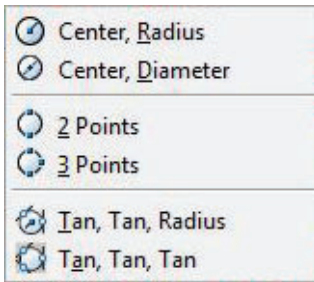 Center, Radius
Center, Diameter
2 Points
3 Points
Tan, Tan, Radius
Tan, Tan, Tan